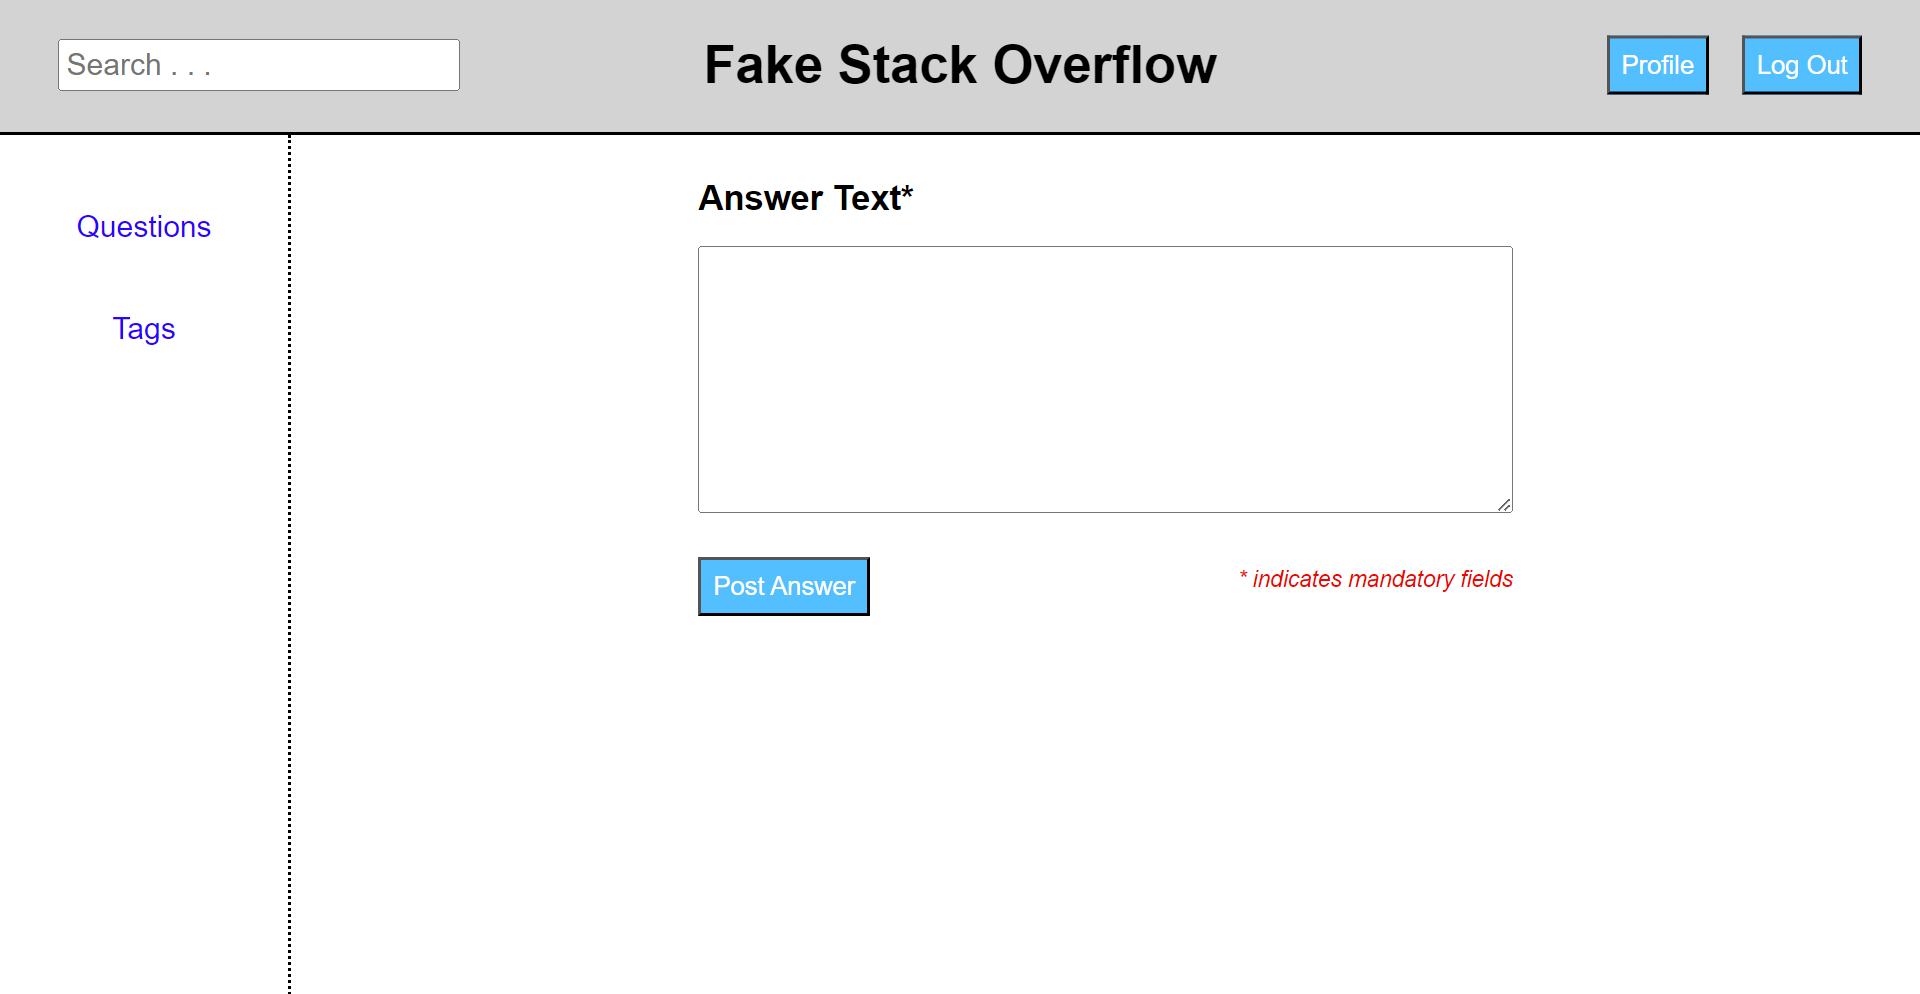 Search . . .
Fake Stack Overflow
Profile
Log Out
Questions
Tags
Answer Text*
Post Answer
* indicates mandatory fields